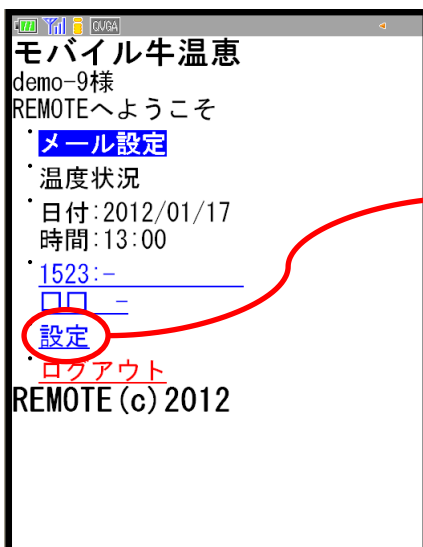 QVGA
モバイル牛温恵
demo-9様
REMOTEへようこそ
メール設定
温度状況
日付:2012/01/17
時間:13:00
1523:-
口口 -
設定
ログアウト
REMOTE(c)2012